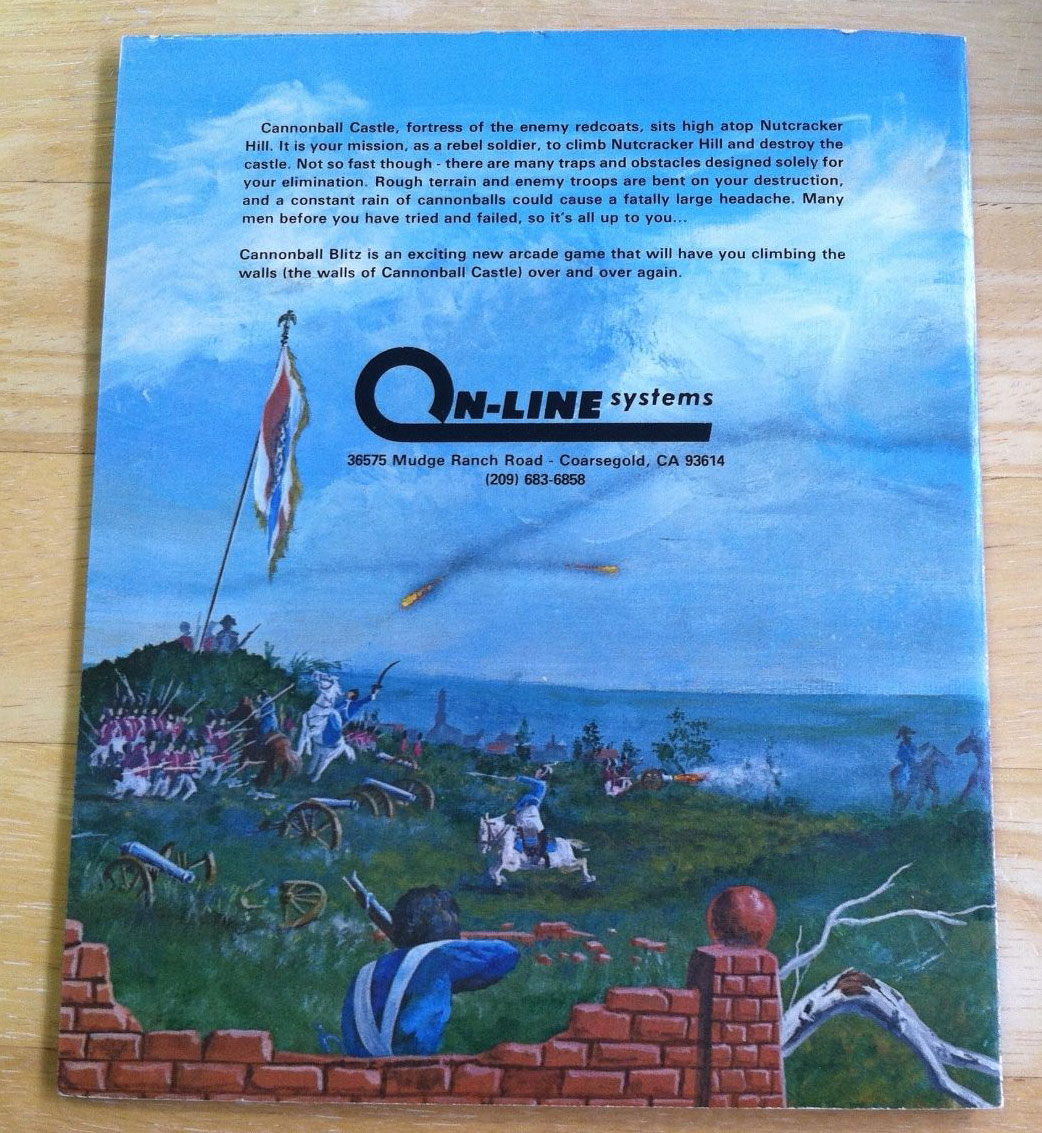 Cannonball Castle, fortress of the enemy redcoats, sits high atop Nutcracker
Hill. It is your mission, as a rebel soldier, to climb Nutcracker Hill and destroy the
castle. Not so fast though - there are many traps and obstacles designed solely for
your elimination. Rough terrain and enemy troops are bent on your destruction,
and a constant rain of cannonballs could cause a fatally large headache. Many
men before you have tried and failed, so it's all up to you...
Cannonball Blitz is an exciting new arcade game that will have you climbing the
walls (the walls of Cannonball Castle) over and over again.
ON-LINE systems
36575 Mudge Ranch Road - Coarsegold, CA 93614
(209) 683-6858